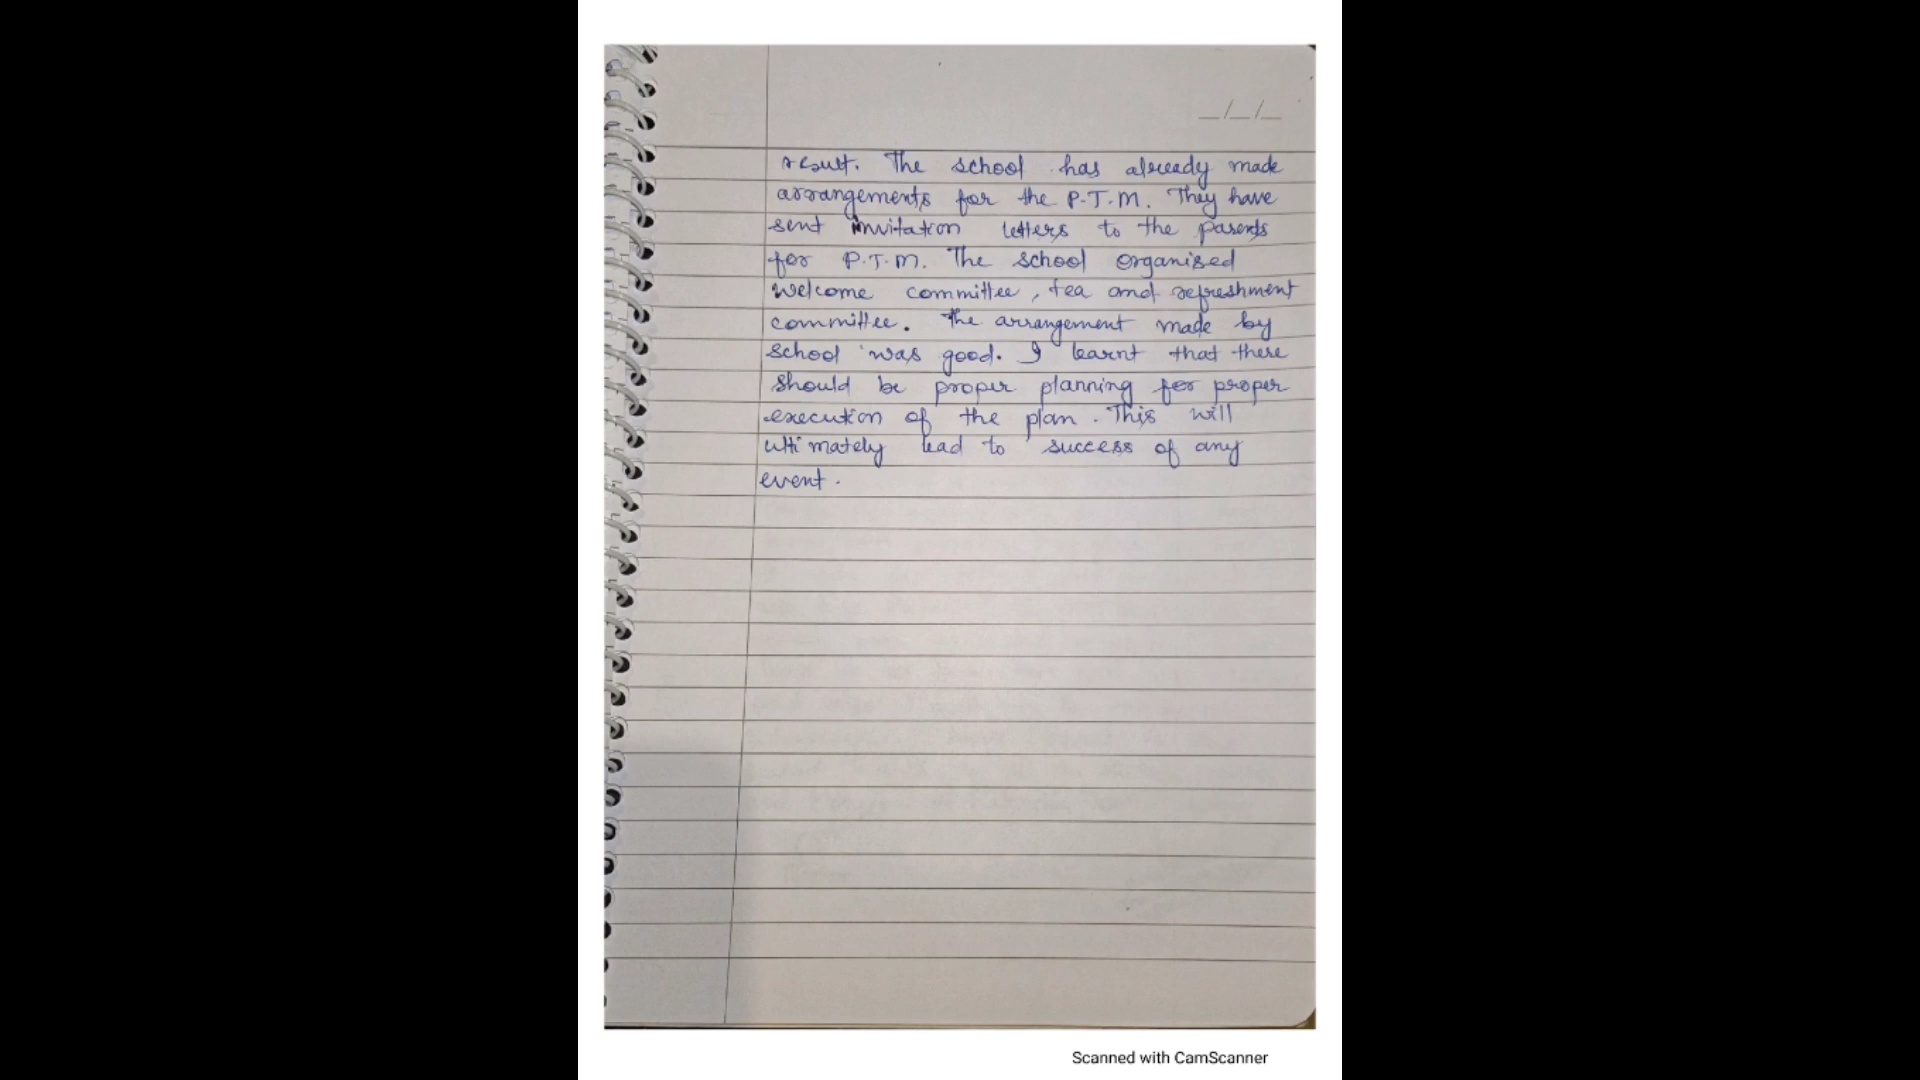 _/_/_
result. The school has already made
arrangements for the P.T.M. They have
sent invitation letters to the parents
for P.T.M. The school organised
welcome committee, tea and refreshment
committee. The arrangement made by
school was good. I learnt that there
should be proper planning for proper
execution of the plan. This will
ultimately lead to success of any
event.
Scanned with CamScanner